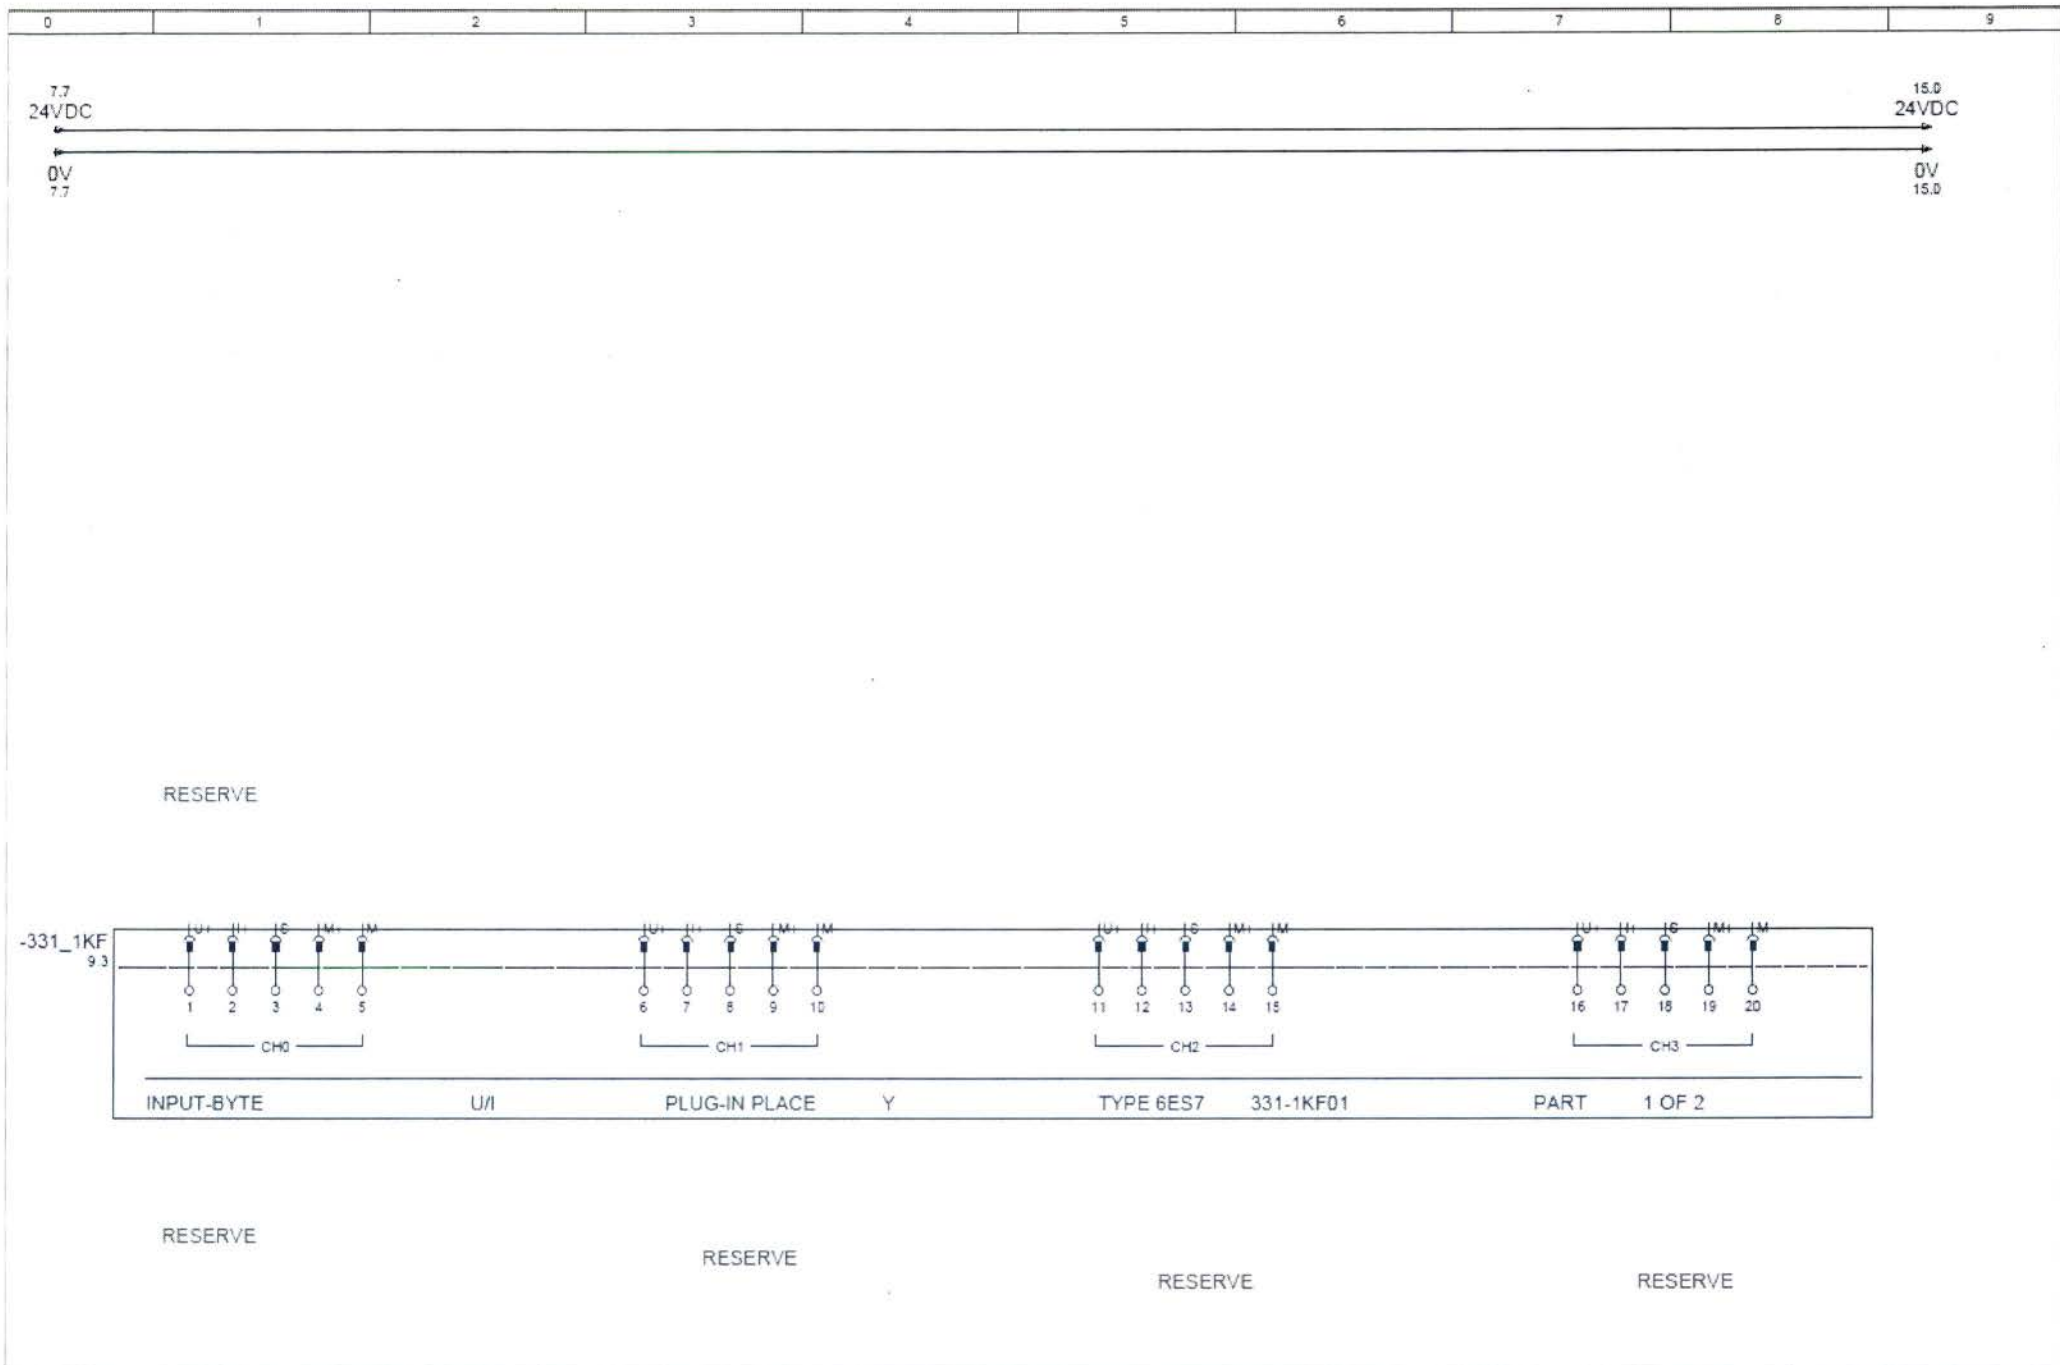 0 1 2 3 4 5 6 7 8 9
7.7 15.0
24VDC 24VDC
0V 0V
7.7 15.0
RESERVE
-331_1KF
9.3
U+ I+ S M+ M U+ I+ S M+ M U+ I+ S M+ M U+ I+ S M+ M
1 2 3 4 5 6 7 8 9 10 11 12 13 14 15 16 17 18 19 20
CH0 CH1 CH2 CH3
INPUT-BYTE U/I PLUG-IN PLACE Y TYPE 6ES7 331-1KF01 PART 1 OF 2
RESERVE
RESERVE
RESERVE RESERVE